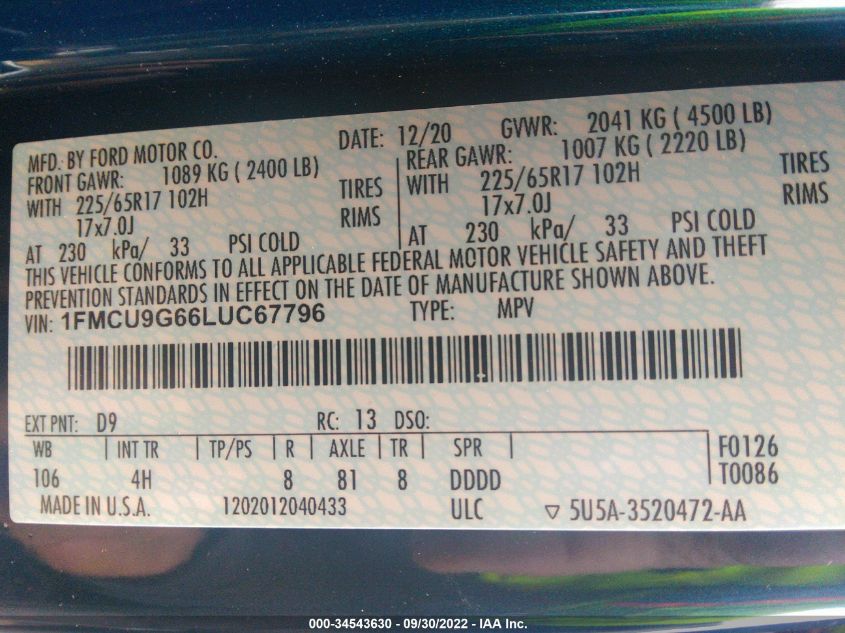 MFD. BY FORD MOTOR CO. DATE: 12/20 GVWR: 2041 KG ( 4500 LB)
FRONT GAWR: 1089 KG ( 2400 LB) REAR GAWR: 1007 KG ( 2220 LB)
WITH 225/65R17 102H TIRES WITH 225/65R17 102H TIRES
17x7.0J RIMS 17x7.0J RIMS
AT 230 kPa/ 33 PSI COLD AT 230 kPa/ 33 PSI COLD
THIS VEHICLE CONFORMS TO ALL APPLICABLE FEDERAL MOTOR VEHICLE SAFETY AND THEFT
PREVENTION STANDARDS IN EFFECT ON THE DATE OF MANUFACTURE SHOWN ABOVE.
VIN: 1FMCU9G66LUC67796 TYPE: MPV
EXT PNT: D9 RC: 13 DSO:
WB INT TR TP/PS R AXLE TR SPR F0126
106 4H 8 81 8 DDDD T0086
MADE IN U.S.A. 1202012040433 ULC ▽ 5U5A-3520472-AA
000-34543630 - 09/30/2022 - IAA Inc.